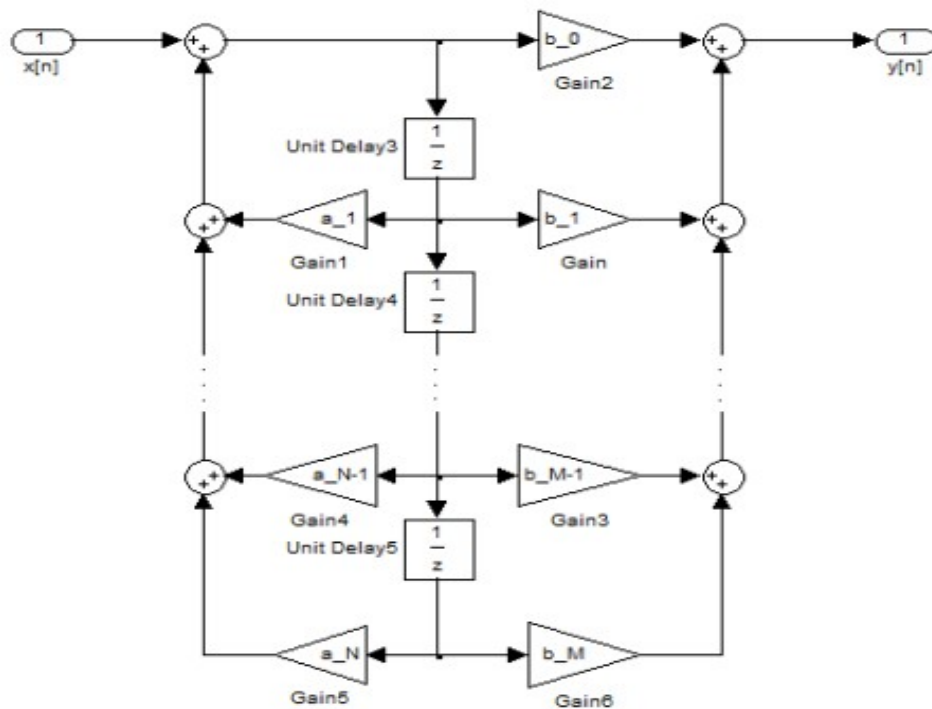 1
x[n]
+
+
b_0
Gain2
+
+
1
y[n]
Unit Delay3
1
z
+
+
a_1
Gain1
b_1
Gain
+
+
Unit Delay4
1
z
+
+
a_N-1
Gain4
b_M-1
Gain3
+
+
Unit Delay5
1
z
a_N
Gain5
b_M
Gain6